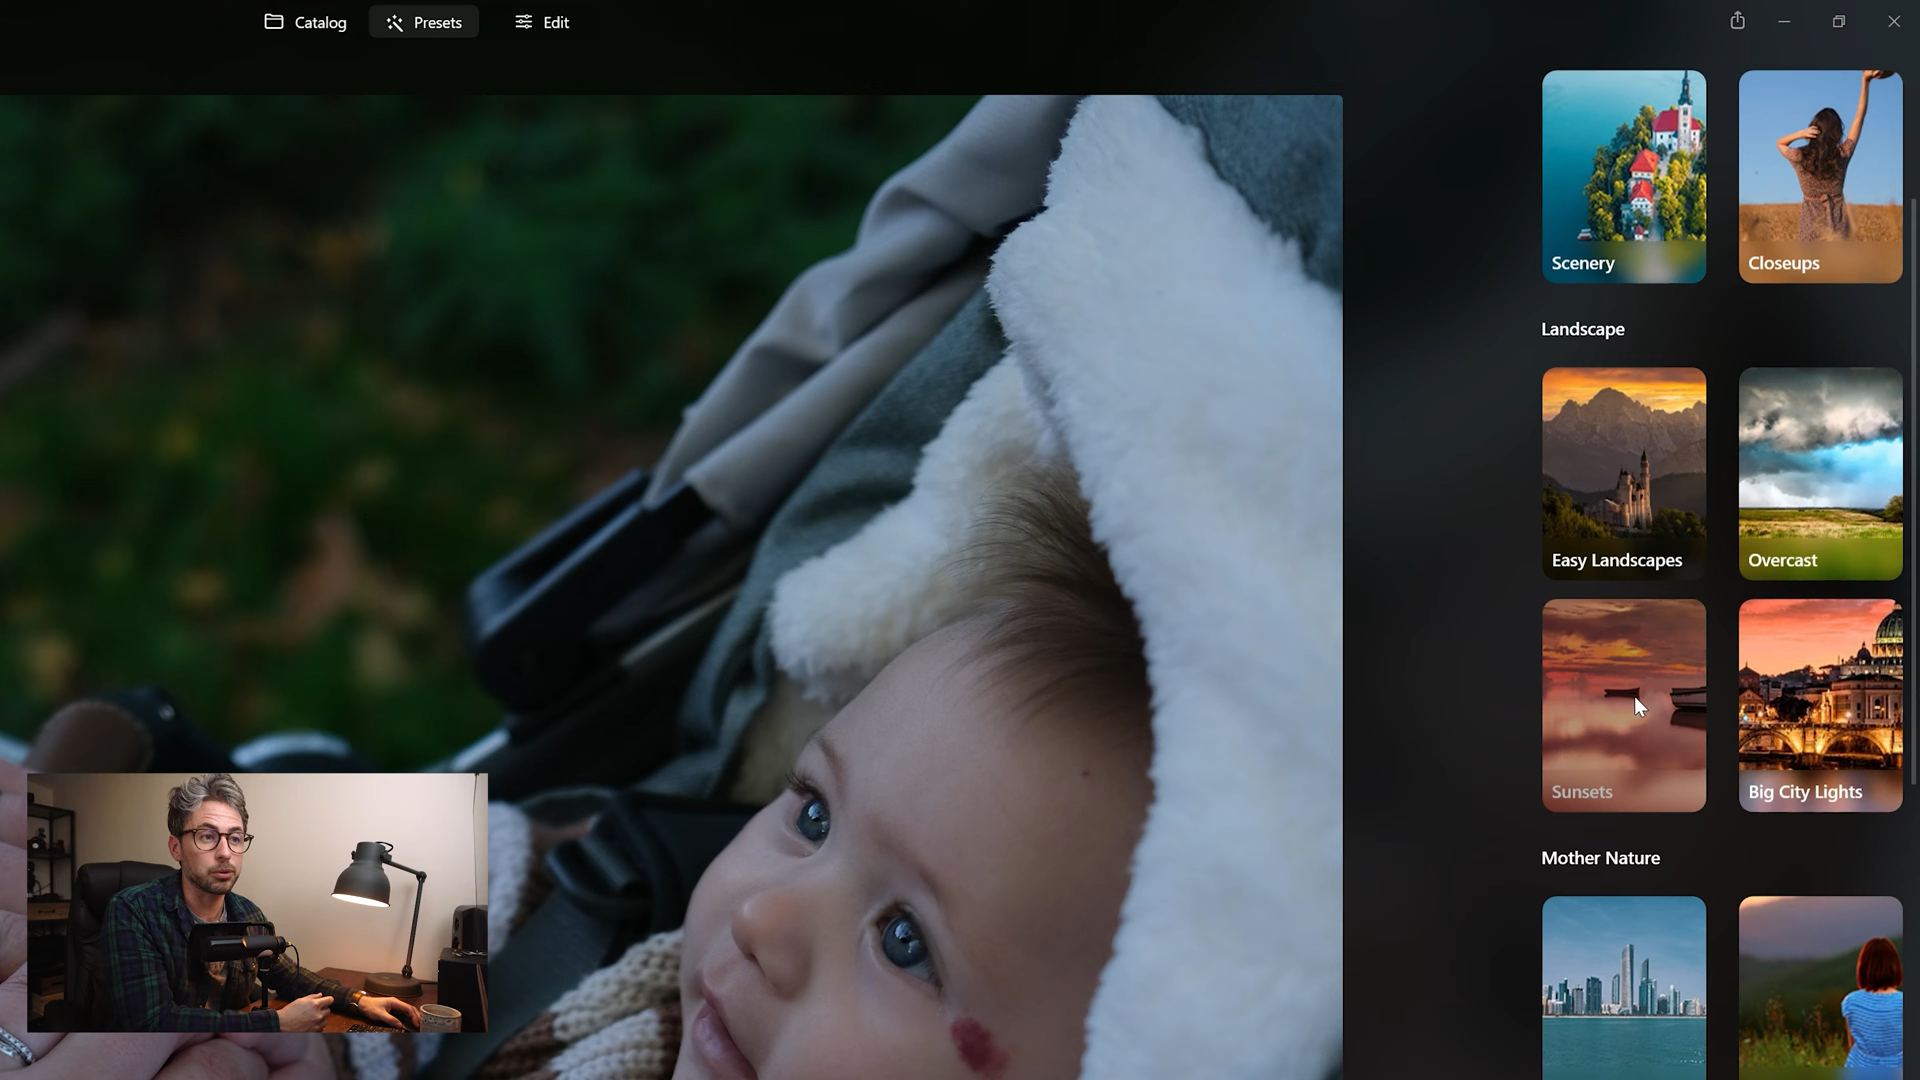 Catalog
Presets
Edit
Scenery
Closeups
Landscape
Easy Landscapes
Overcast
Sunsets
Big City Lights
Mother Nature